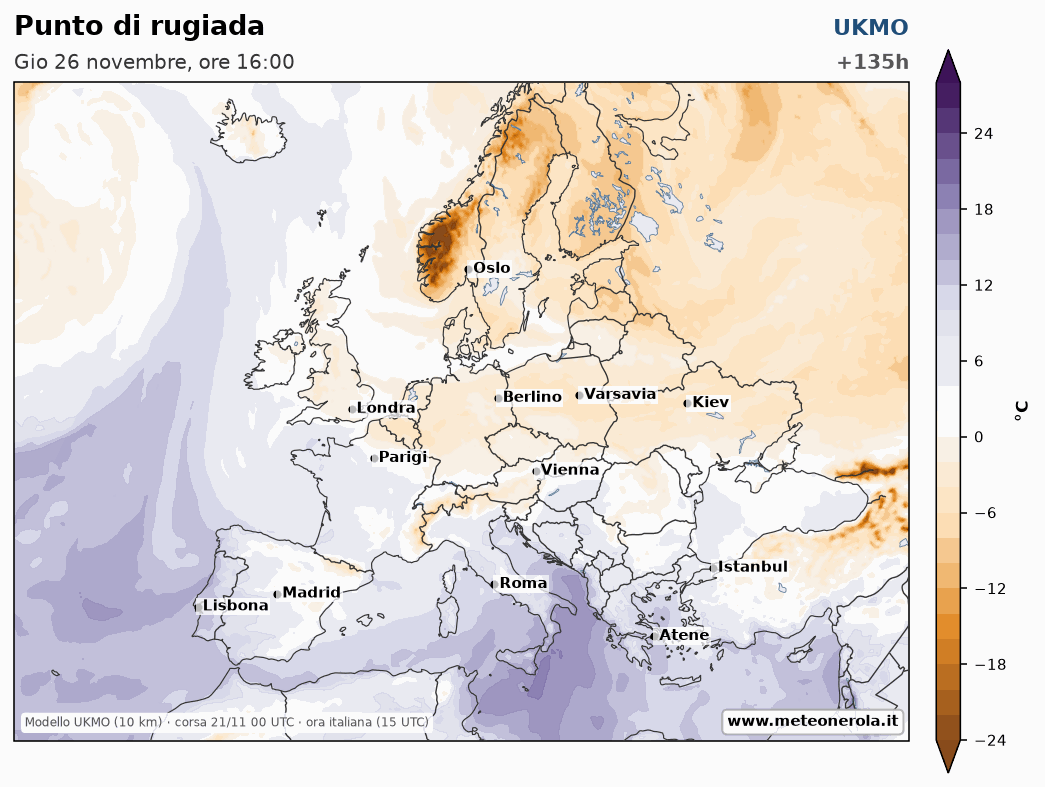 Punto di rugiada
UKMO
Gio 26 novembre, ore 16:00
+135h
24
18
12
6
0
−6
−12
−18
−24
°C
Oslo
Berlino
Varsavia
Kiev
Londra
Parigi
Vienna
Istanbul
Roma
Madrid
Lisbona
Atene
Modello UKMO (10 km) · corsa 21/11 00 UTC · ora italiana (15 UTC)
www.meteonerola.it